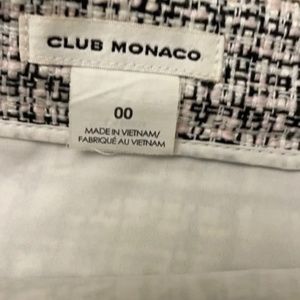 CLUB MONACO
00
MADE IN VIETNAM/
FABRIQUÉ AU VIETNAM